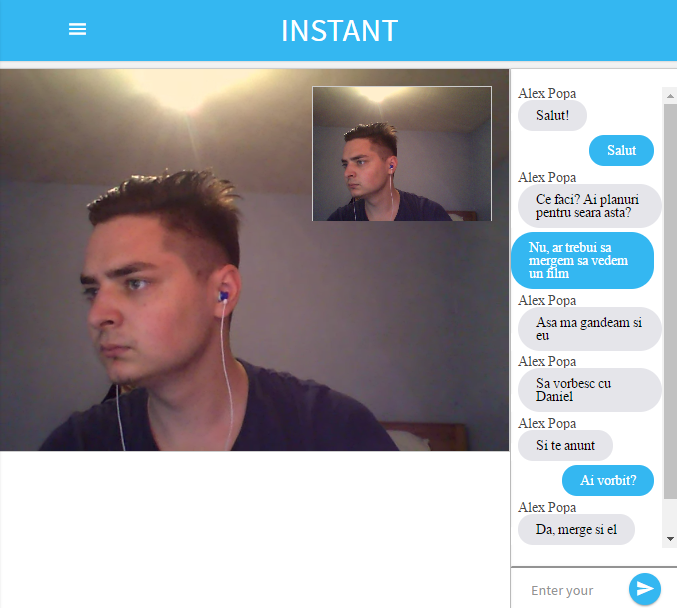 INSTANT
Alex Popa
Salut!
Salut
Alex Popa
Ce faci? Ai planuri
pentru seara asta?
Nu, ar trebui sa
mergem sa vedem
un film
Alex Popa
Asa ma gandeam si
eu
Alex Popa
Sa vorbesc cu
Daniel
Alex Popa
Si te anunt
Ai vorbit?
Alex Popa
Da, merge si el
Enter your